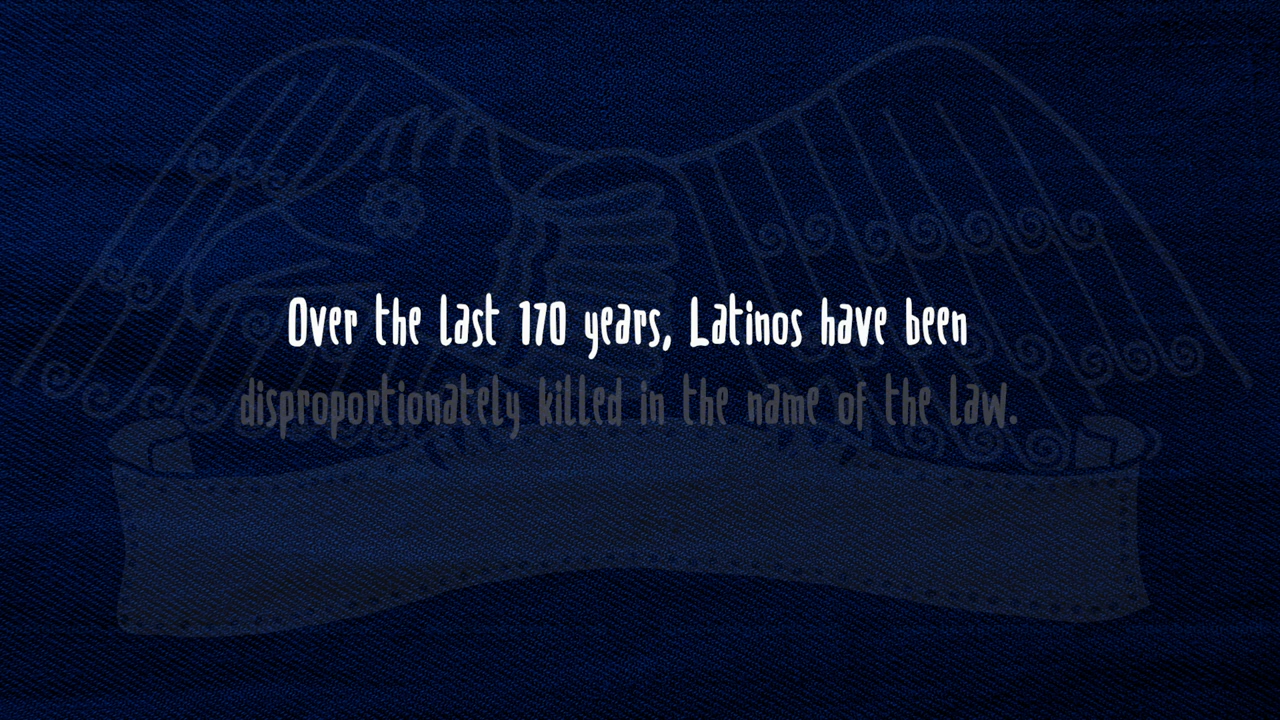 Over the last 170 years, Latinos have been
disproportionately killed in the name of the law.